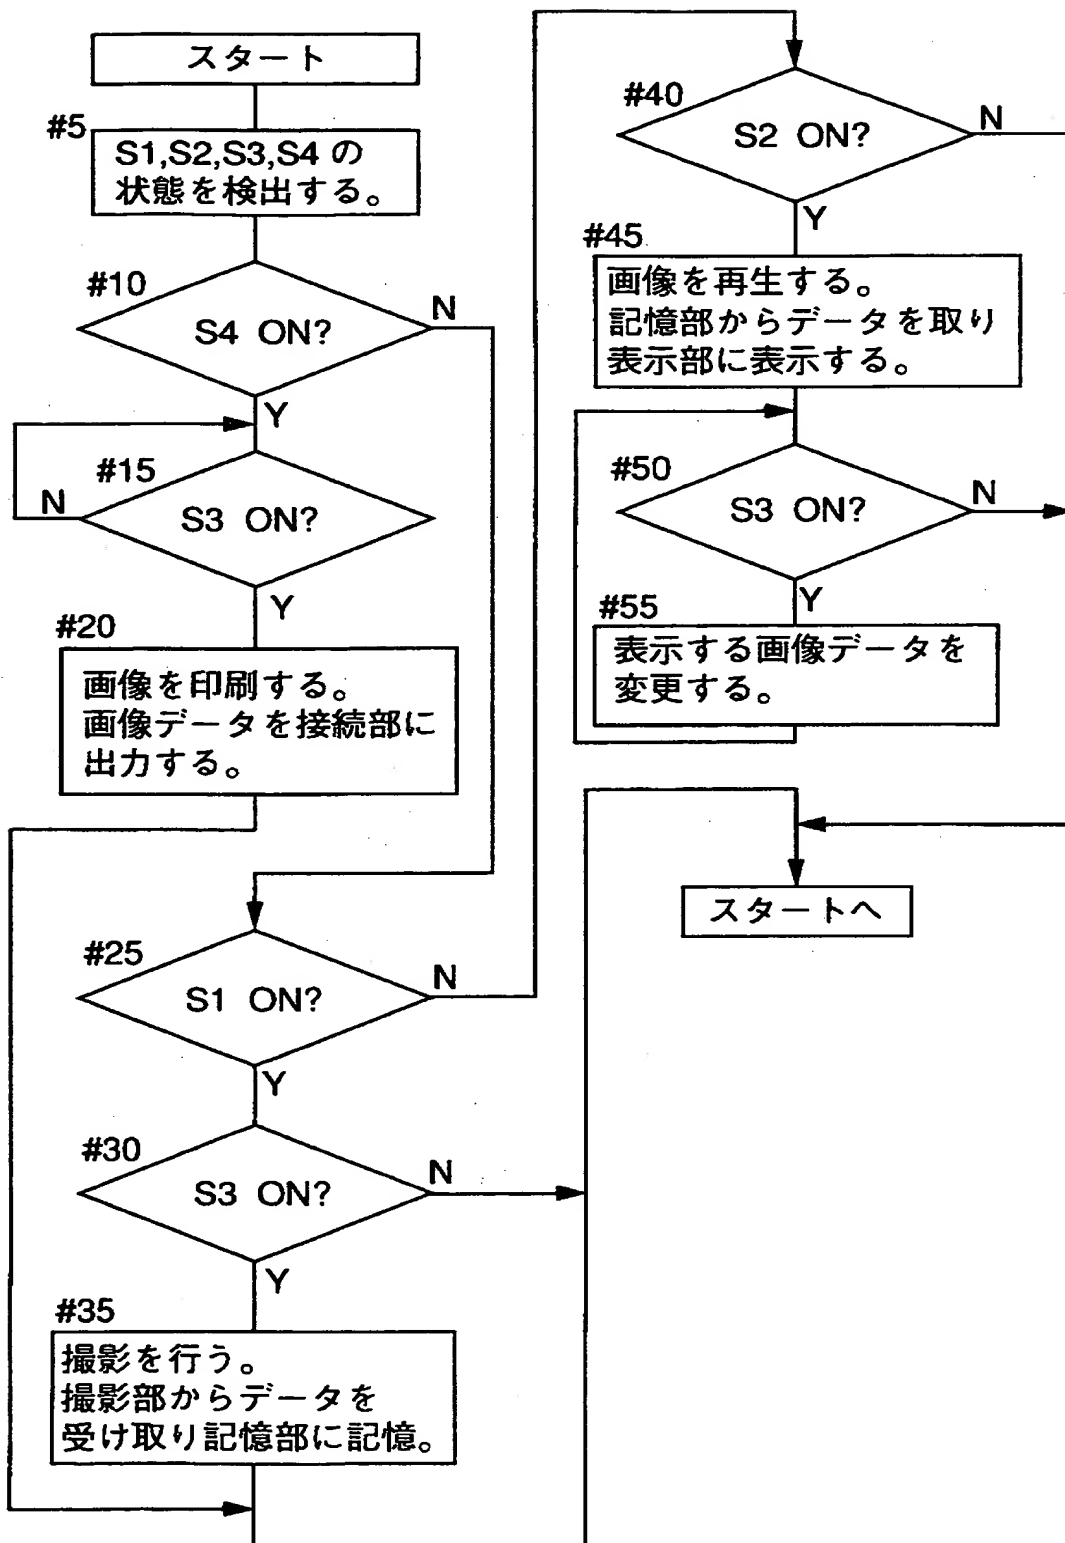 スタート
#5
S1,S2,S3,S4 の
状態を検出する。
#10
S4 ON?
N
Y
#15
S3 ON?
N
Y
#20
画像を印刷する。
画像データを接続部に
出力する。
#25
S1 ON?
N
Y
#30
S3 ON?
N
Y
#35
撮影を行う。
撮影部からデータを
受け取り記憶部に記憶。
#40
S2 ON?
N
Y
#45
画像を再生する。
記憶部からデータを取り
表示部に表示する。
#50
S3 ON?
N
Y
#55
表示する画像データを
変更する。
スタートへ